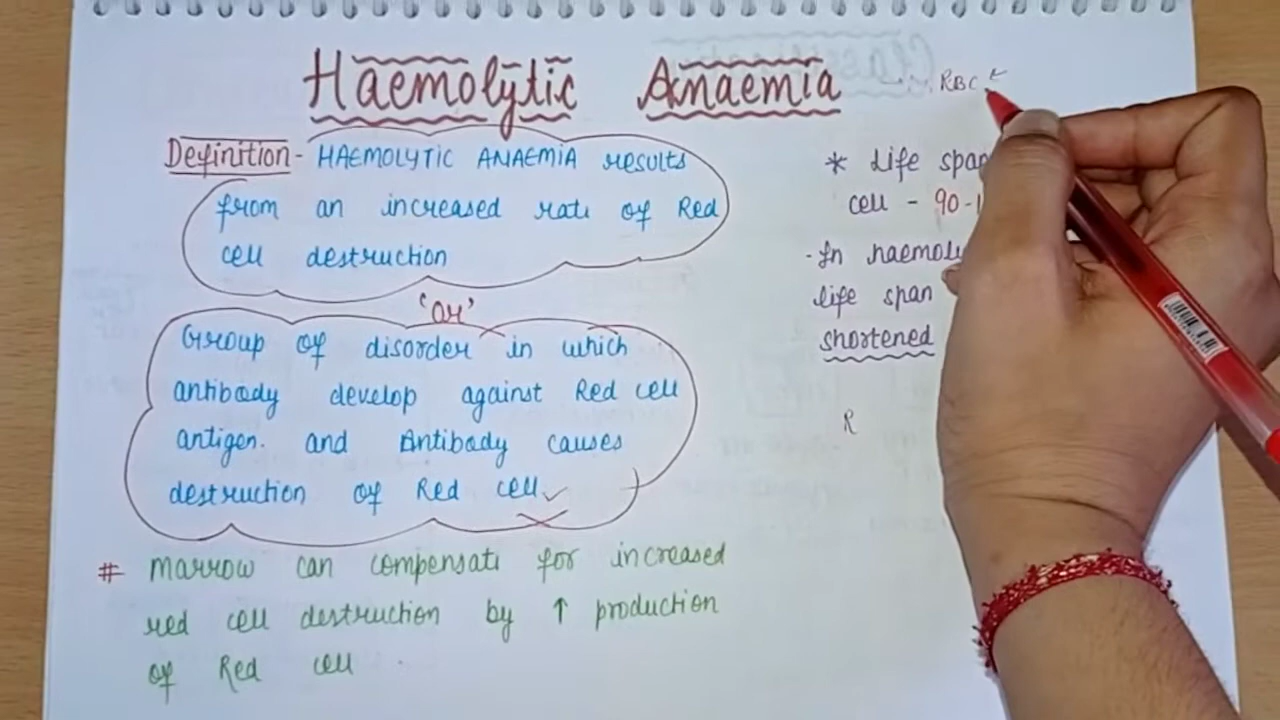 Haemolytic Anaemia
RBC
Definition - HAEMOLYTIC ANAEMIA results
from an increased rate of Red
cell destruction
'or'
Group of disorder in which
antibody develop against Red cell
antigen. and Antibody causes
destruction of Red cell
# Marrow can compensate for increased
red cell destruction by ↑ production
of Red cell
* Life span
cell - 90-1
- In haemoly
life span
shortened
R